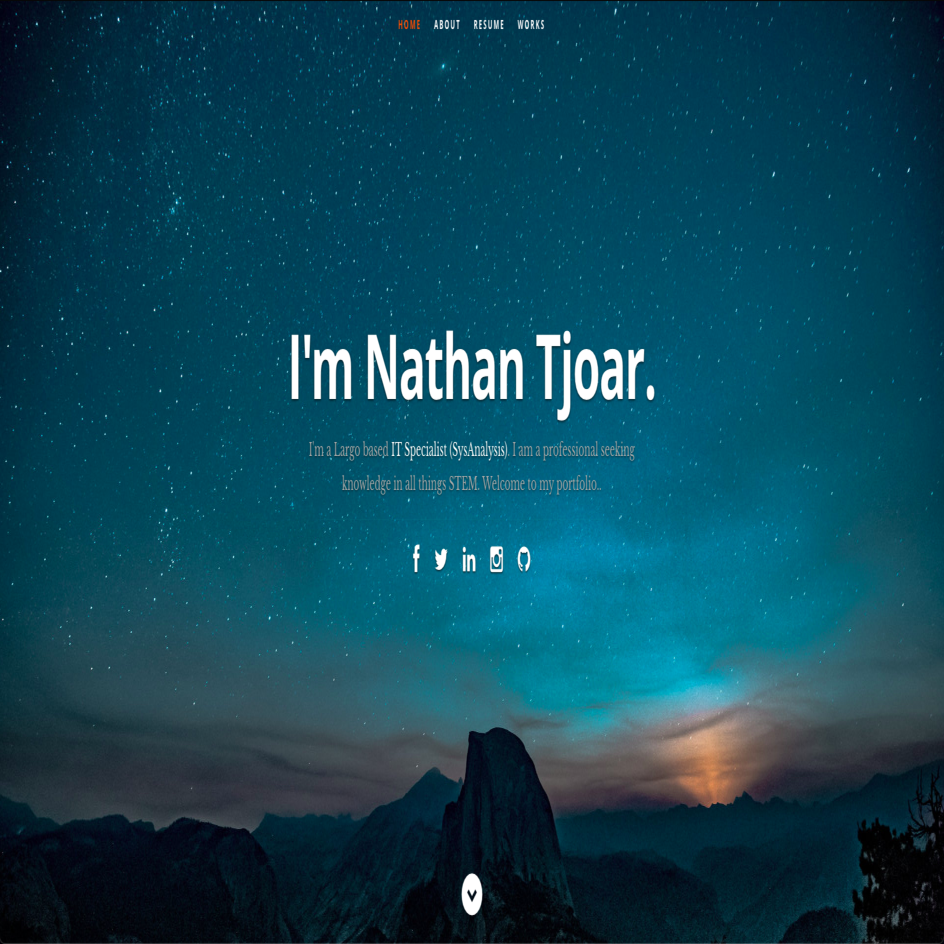 HOME ABOUT RESUME WORKS
I'm Nathan Tjoar.
I'm a Largo based IT Specialist (SysAnalysis). I am a professional seeking
knowledge in all things STEM. Welcome to my portfolio..